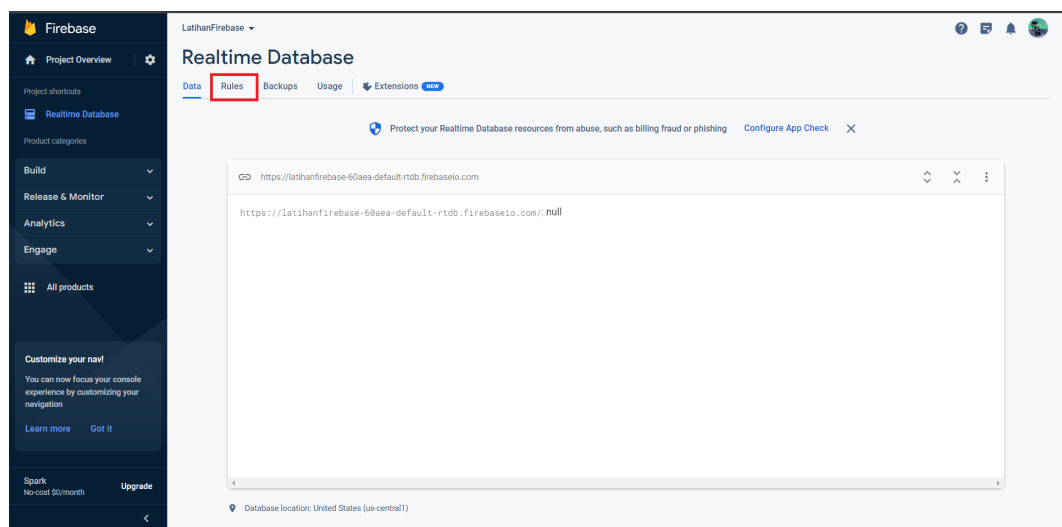 Firebase
Project Overview
Project shortcuts
Realtime Database
Product categories
Build
Release & Monitor
Analytics
Engage
All products
Customize your nav!
You can now focus your console
experience by customizing your
navigation
Learn more Got it
Spark
No-cost $0/month
Upgrade
LatihanFirebase
Realtime Database
Data Rules Backups Usage Extensions NEW
Protect your Realtime Database resources from abuse, such as billing fraud or phishing Configure App Check
https://latihanfirebase-60aea-default-rtdb.firebaseio.com
https://latihanfirebase-60aea-default-rtdb.firebaseio.com/: null
Database location: United States (us-central1)